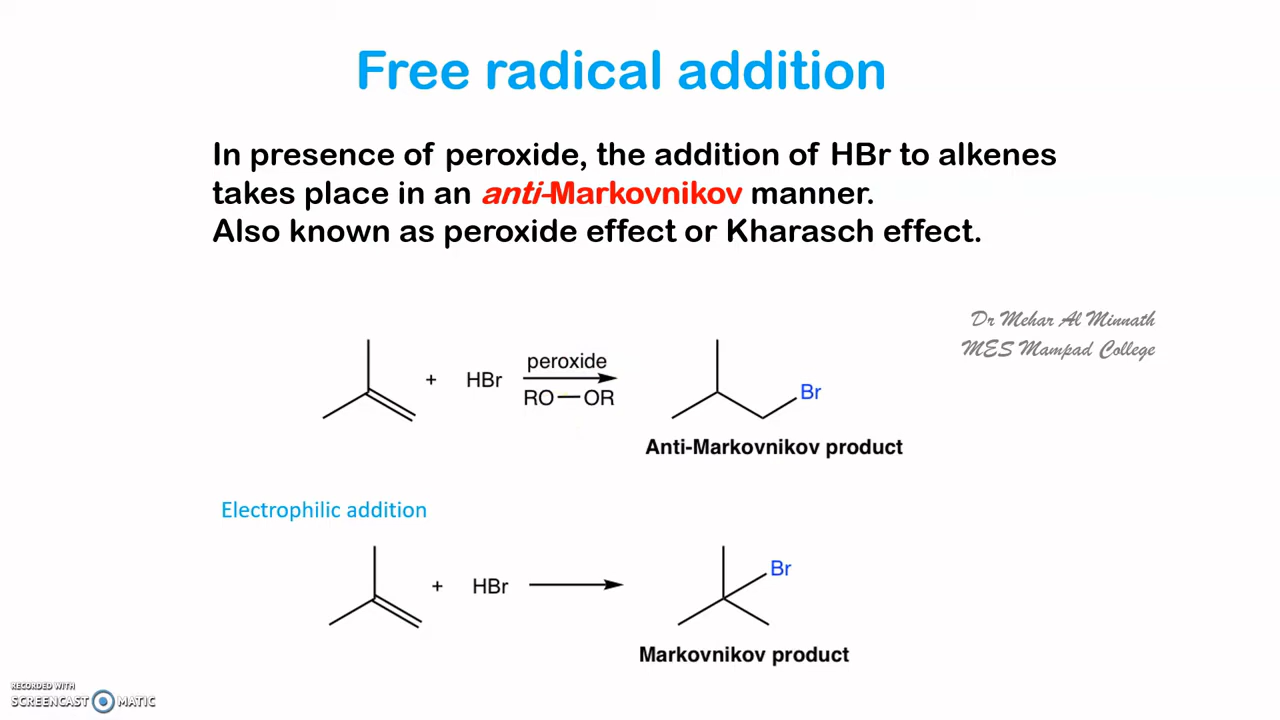 Free radical addition
In presence of peroxide, the addition of HBr to alkenes
takes place in an anti-Markovnikov manner.
Also known as peroxide effect or Kharasch effect.
Dr Mehar Al Minnath
MES Mampad College
+ HBr peroxide
RO—OR
Br
Anti-Markovnikov product
Electrophilic addition
+ HBr
Br
Markovnikov product
RECORDED WITH
SCREENCAST MATIC